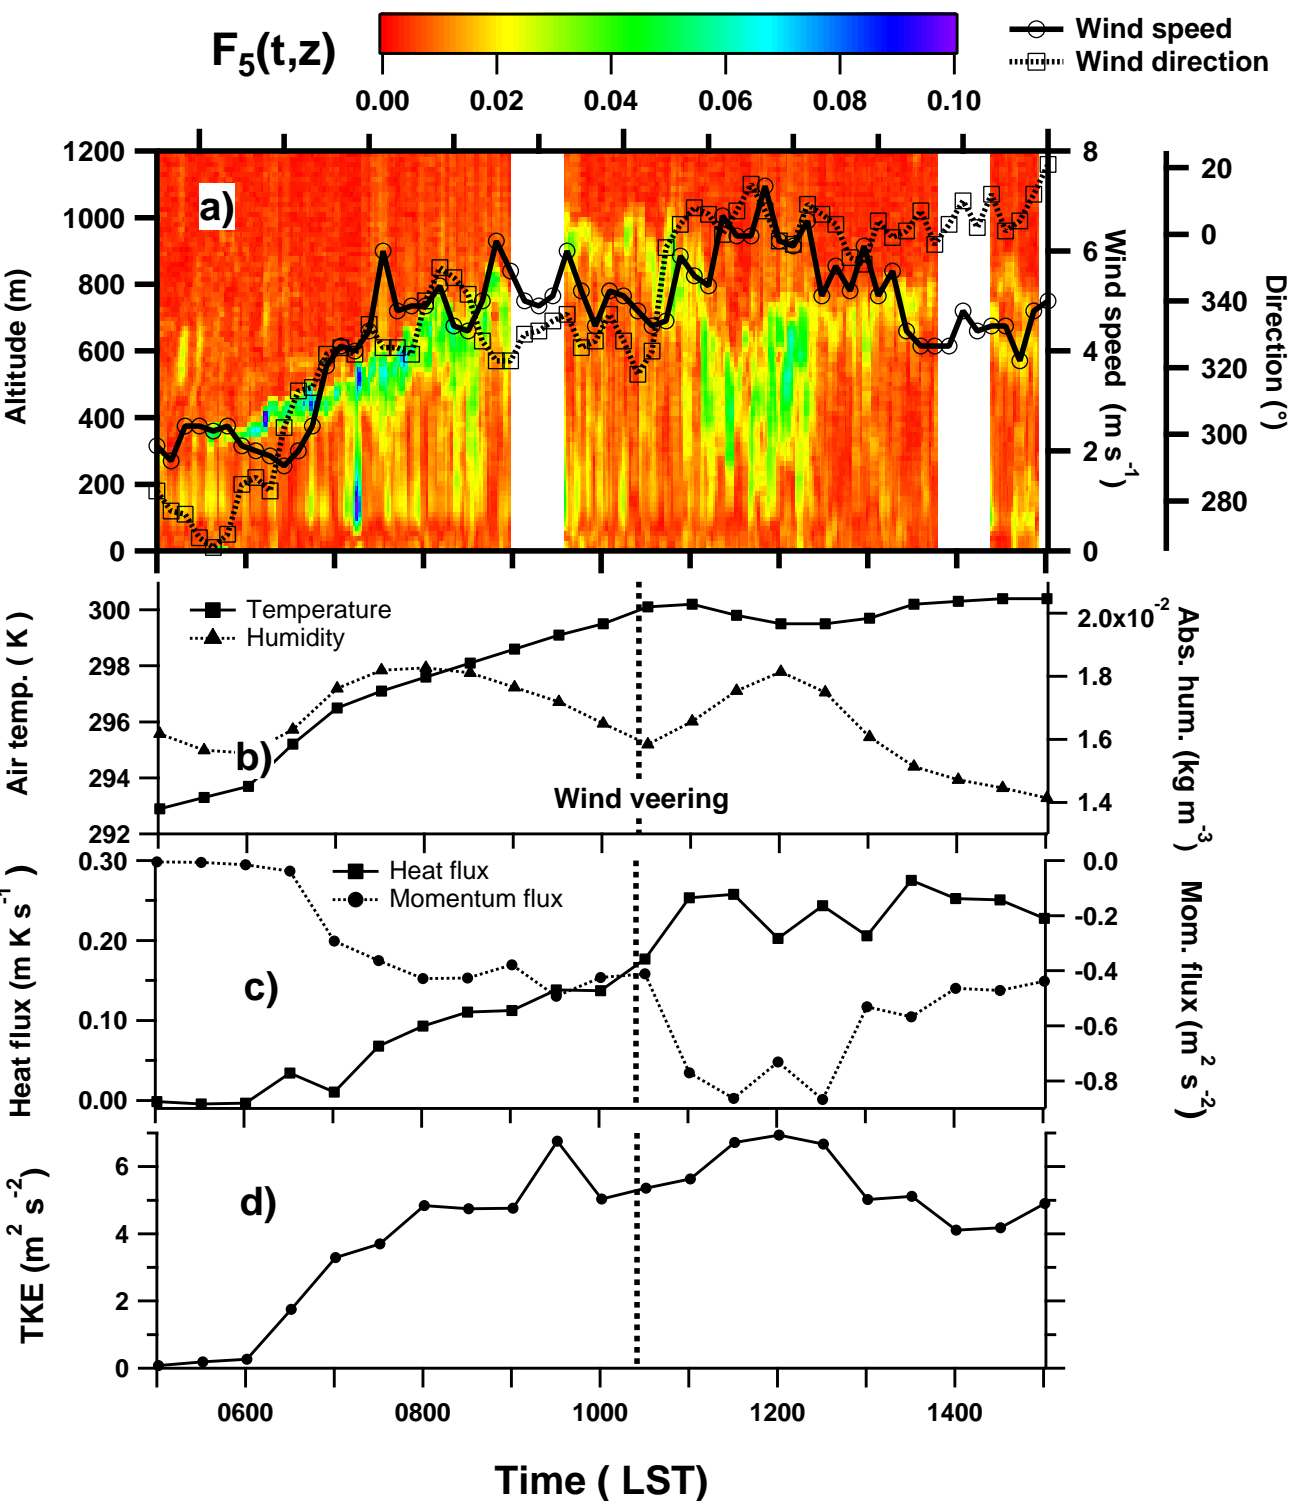 F5(t,z)
0.00 0.02 0.04 0.06 0.08 0.10
Wind speed
Wind direction
a)
1200
1000
800
600
400
200
0
Altitude (m)
8
6
4
2
0
Wind speed (m s-1)
20
0
340
320
300
280
Direction (°)
Temperature
Humidity
b)
300
298
296
294
292
Air temp. ( K )
2.0x10-2
1.8
1.6
1.4
Abs. hum. (kg m-3)
Wind veering
Heat flux
Momentum flux
c)
0.30
0.20
0.10
0.00
Heat flux (m K s-1)
0.0
-0.2
-0.4
-0.6
-0.8
Mom. flux (m2 s-2)
d)
6
4
2
0
TKE (m2 s-2)
0600 0800 1000 1200 1400
Time ( LST)